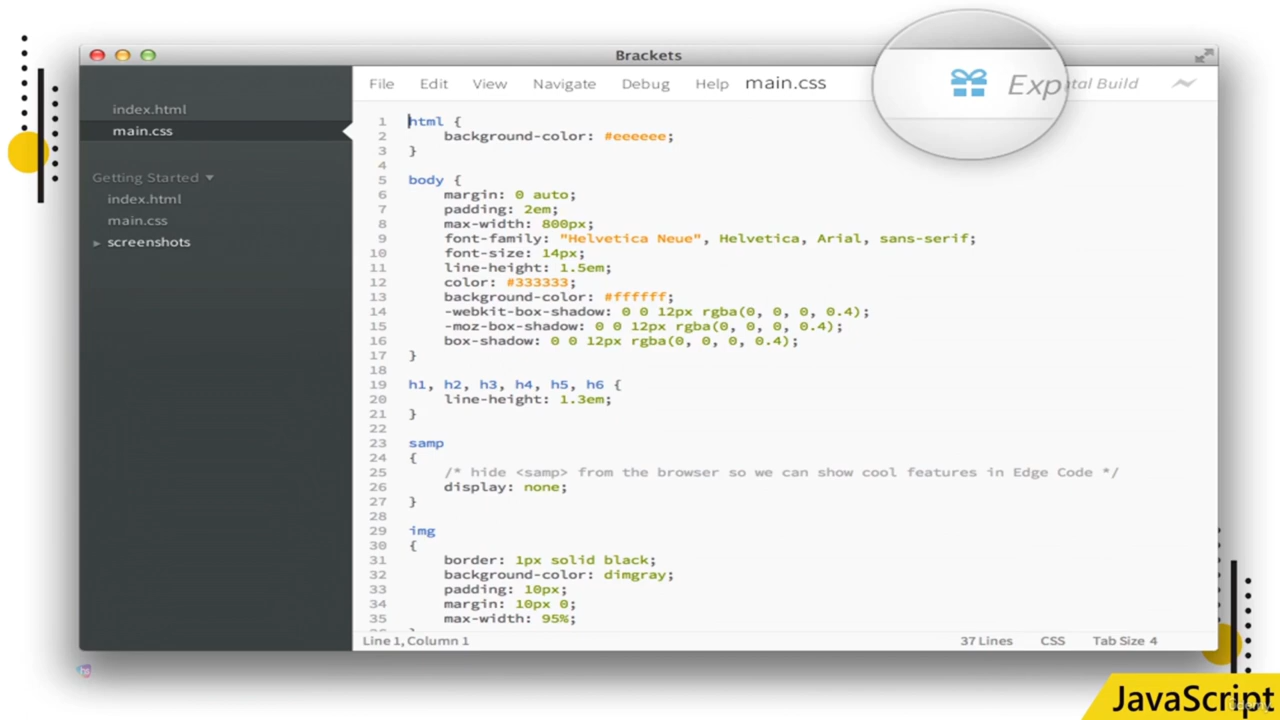 Brackets
File Edit View Navigate Debug Help main.css Exp tal Build
index.html
main.css
Getting Started
index.html
main.css
screenshots
1 html {
2 background-color: #eeeeee;
3 }
4
5 body {
6 margin: 0 auto;
7 padding: 2em;
8 max-width: 800px;
9 font-family: "Helvetica Neue", Helvetica, Arial, sans-serif;
10 font-size: 14px;
11 line-height: 1.5em;
12 color: #333333;
13 background-color: #ffffff;
14 -webkit-box-shadow: 0 0 12px rgba(0, 0, 0, 0.4);
15 -moz-box-shadow: 0 0 12px rgba(0, 0, 0, 0.4);
16 box-shadow: 0 0 12px rgba(0, 0, 0, 0.4);
17 }
18
19 h1, h2, h3, h4, h5, h6 {
20 line-height: 1.3em;
21 }
22
23 samp
24 {
25 /* hide <samp> from the browser so we can show cool features in Edge Code */
26 display: none;
27 }
28
29 img
30 {
31 border: 1px solid black;
32 background-color: dimgray;
33 padding: 10px;
34 margin: 10px 0;
35 max-width: 95%;
Line 1, Column 1 37 Lines CSS Tab Size 4
JavaScript
Udemy